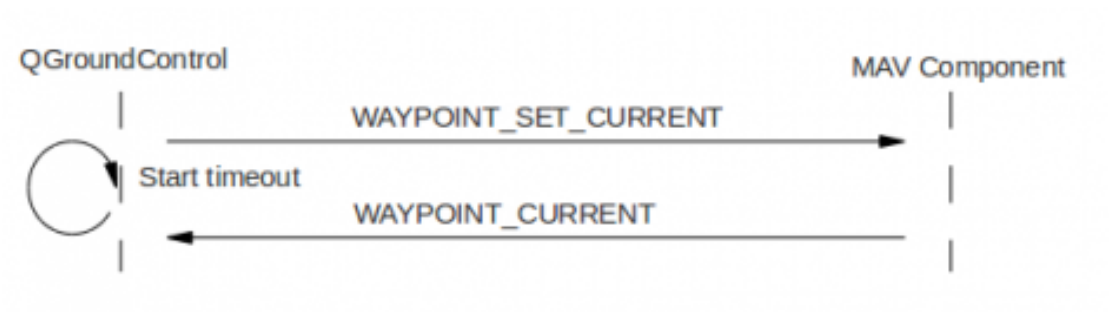 QGroundControl
MAV Component
WAYPOINT_SET_CURRENT
Start timeout
WAYPOINT_CURRENT